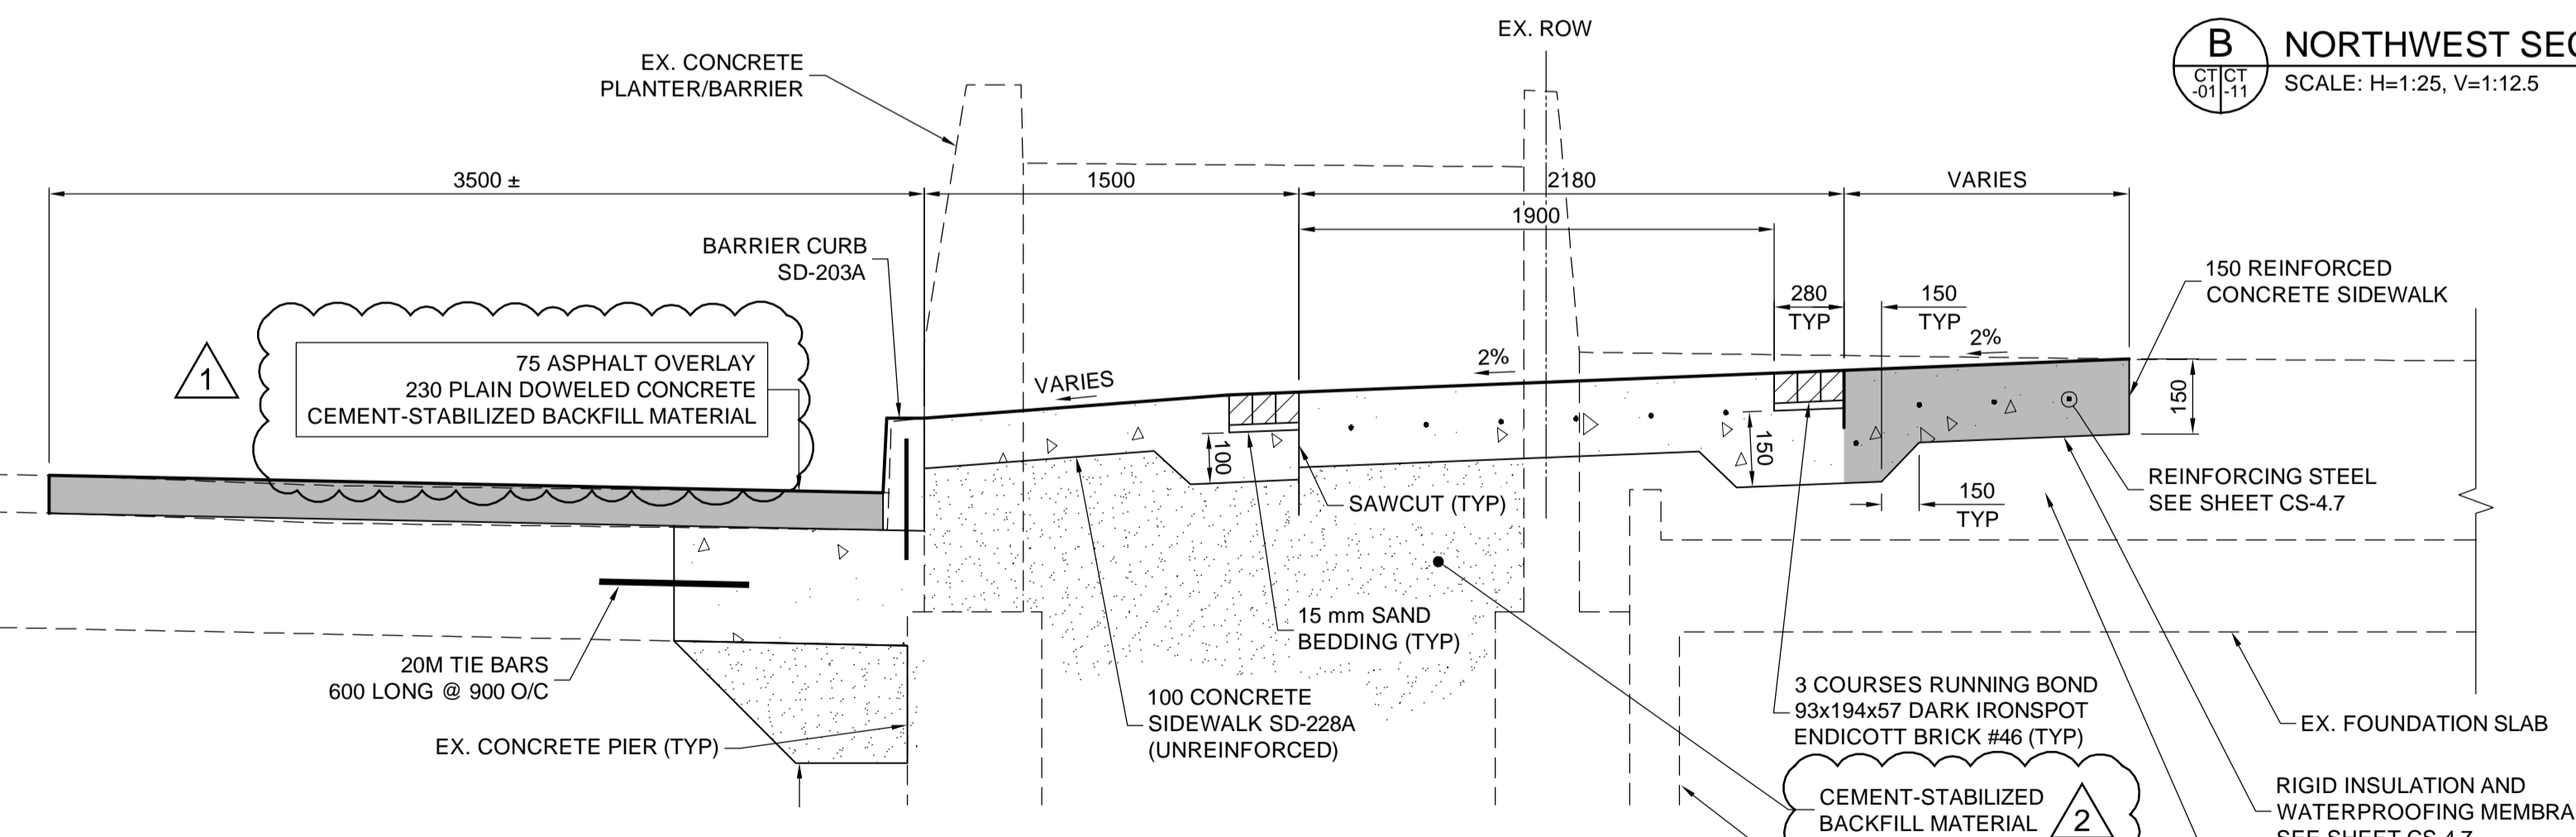 EX. ROW
B
CT CT
-01 -11
NORTHWEST
SCALE: H=1:25, V=1:12.5
EX. CONCRETE
PLANTER/BARRIER
3500 ±
1500
2180
VARIES
1900
BARRIER CURB
SD-203A
280
TYP
150
TYP
150 REINFORCED
CONCRETE SIDEWALK
1
75 ASPHALT OVERLAY
230 PLAIN DOWELED CONCRETE
CEMENT-STABILIZED BACKFILL MATERIAL
VARIES
2%
2%
150
100
150
SAWCUT (TYP)
150
TYP
REINFORCING STEEL
SEE SHEET CS-4.7
15 mm SAND
BEDDING (TYP)
20M TIE BARS
600 LONG @ 900 O/C
EX. CONCRETE PIER (TYP)
100 CONCRETE
SIDEWALK SD-228A
(UNREINFORCED)
3 COURSES RUNNING BOND
93x194x57 DARK IRONSPOT
ENDICOTT BRICK #46 (TYP)
EX. FOUNDATION SLAB
CEMENT-STABILIZED
BACKFILL MATERIAL
2
RIGID INSULATION AND
WATERPROOFING
SEE SHEET CS-4.7